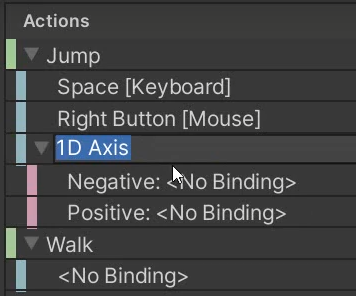 Actions
Jump
Space [Keyboard]
Right Button [Mouse]
1D Axis
Negative: <No Binding>
Positive: <No Binding>
Walk
<No Binding>